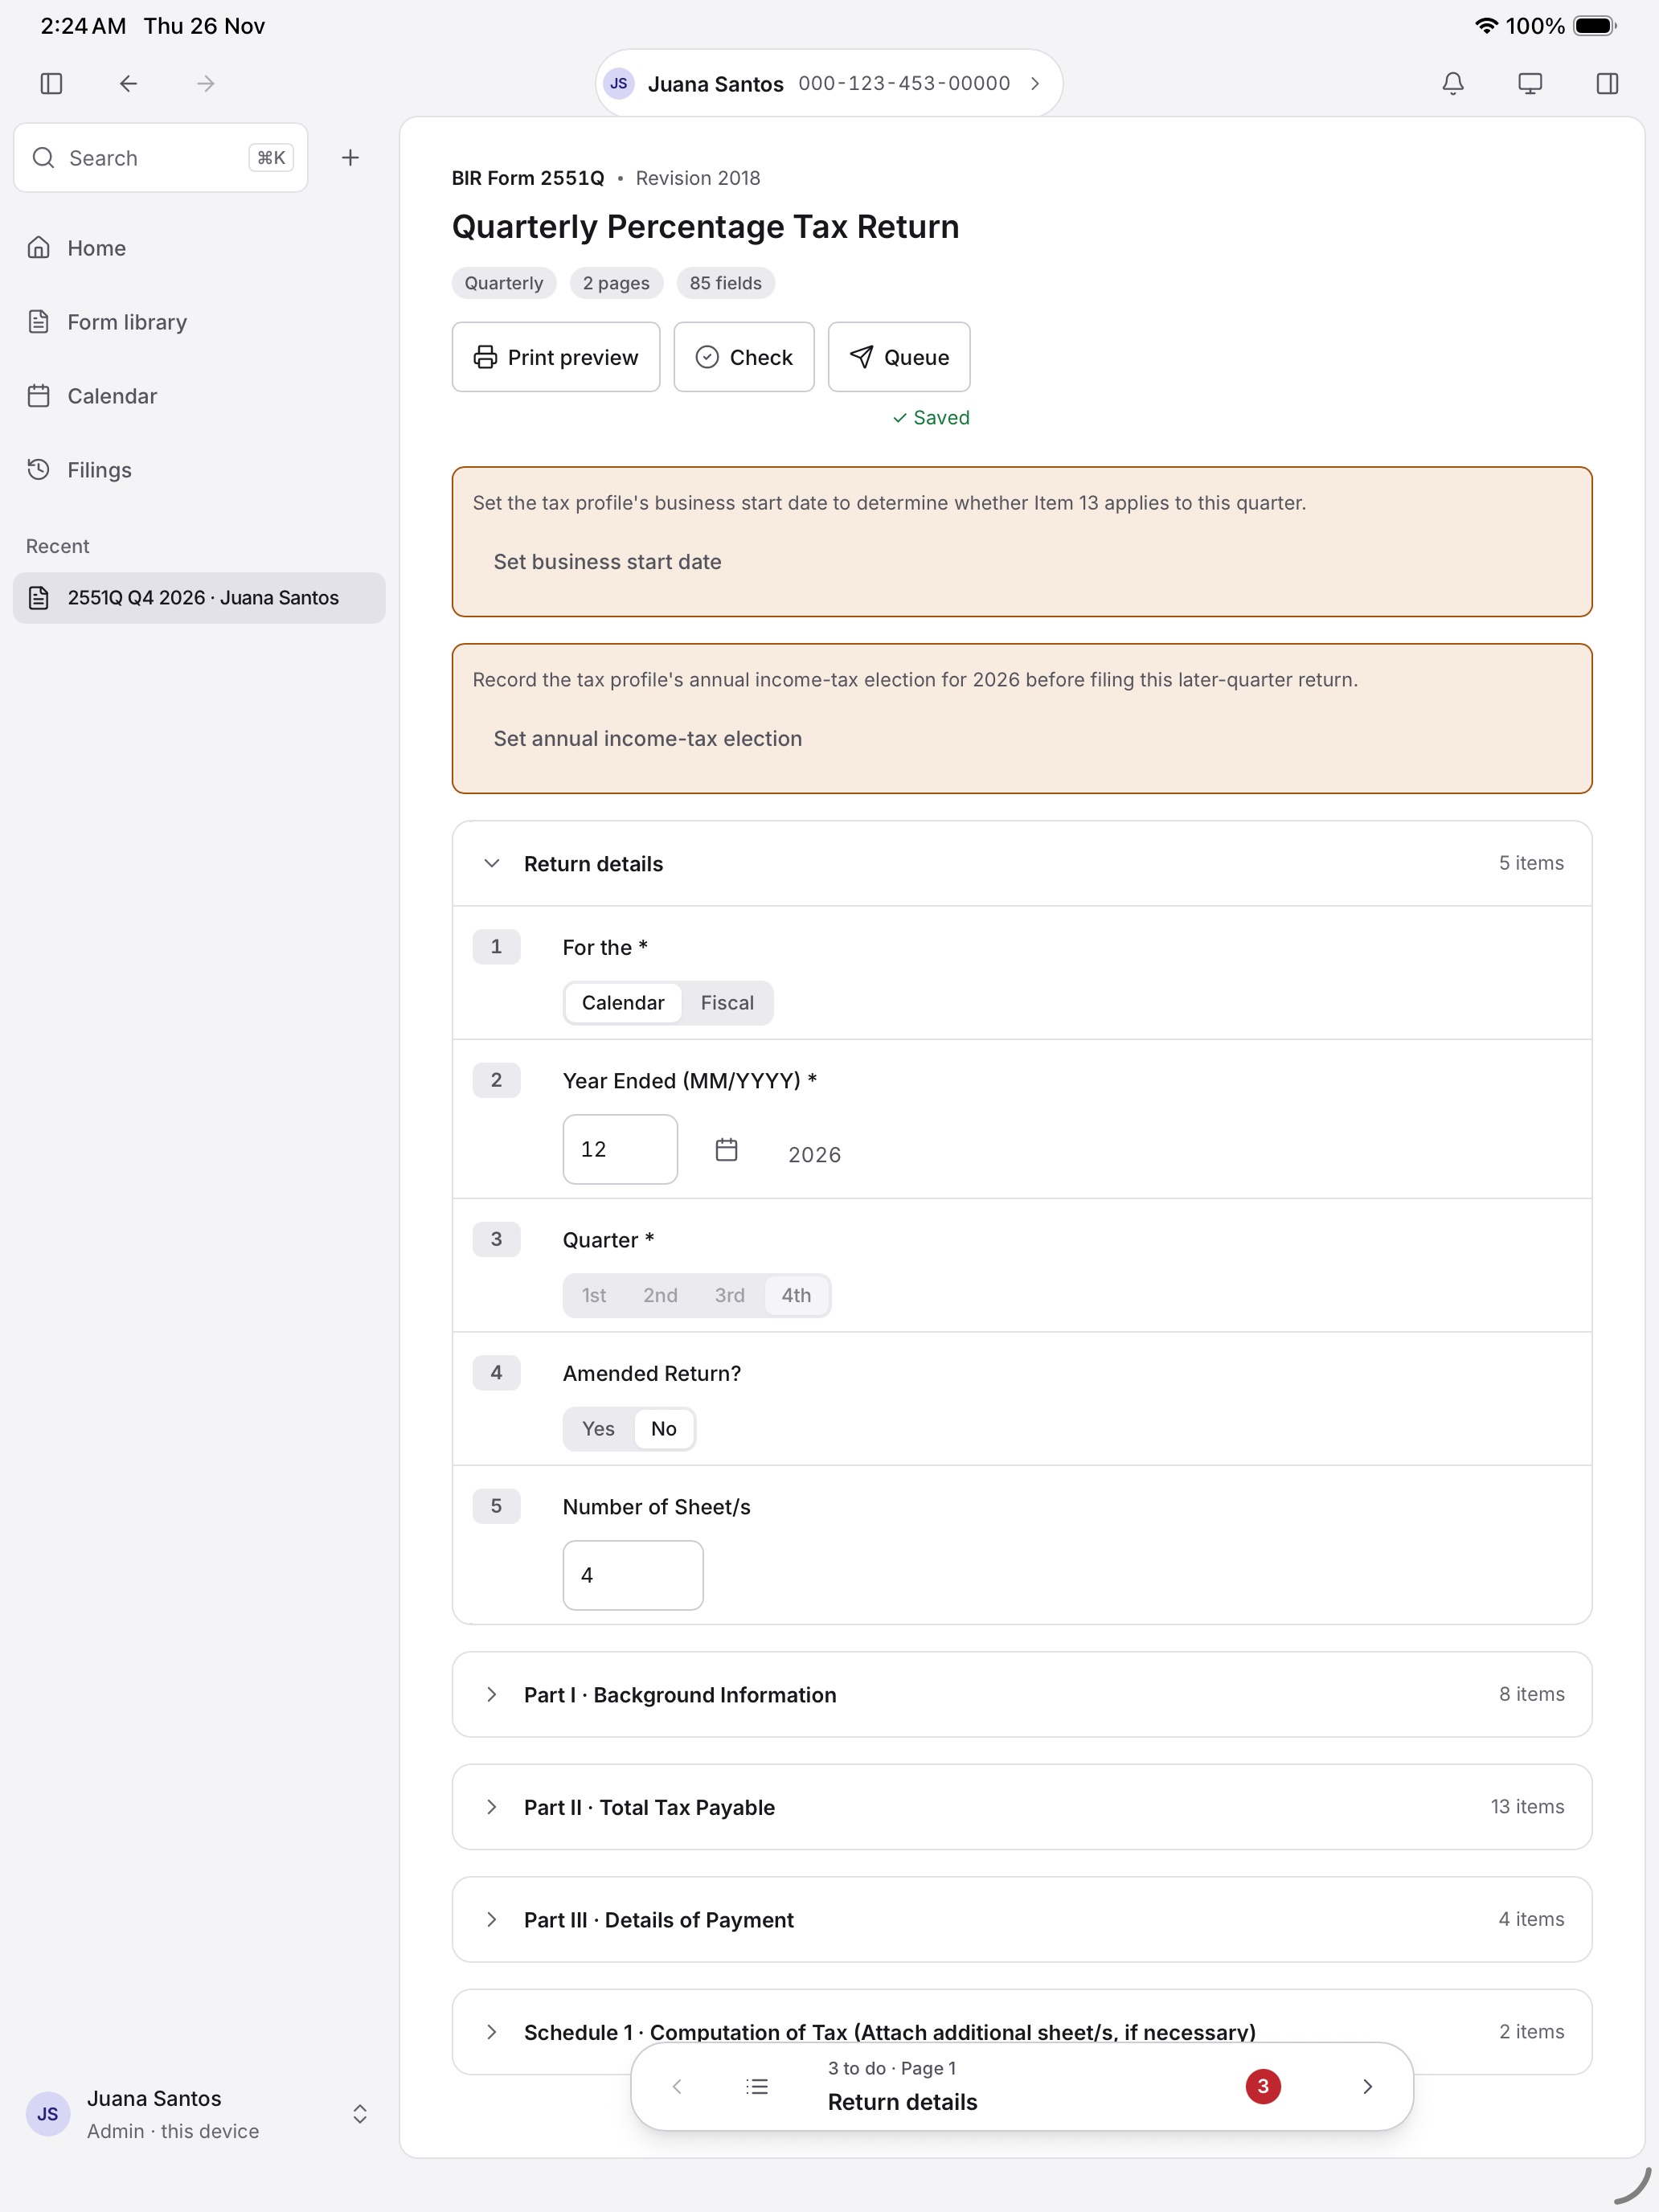 2:24 AM Thu 26 Nov
100%
JS Juana Santos 000-123-453-00000
Search ⌘K
Home
Form library
Calendar
Filings
Recent
2551Q Q4 2026 · Juana Santos
BIR Form 2551Q • Revision 2018
Quarterly Percentage Tax Return
Quarterly 2 pages 85 fields
Print preview Check Queue
Saved
Set the tax profile's business start date to determine whether Item 13 applies to this quarter.
Set business start date
Record the tax profile's annual income-tax election for 2026 before filing this later-quarter return.
Set annual income-tax election
Return details 5 items
1 For the *
Calendar Fiscal
2 Year Ended (MM/YYYY) *
12 2026
3 Quarter *
1st 2nd 3rd 4th
4 Amended Return?
Yes No
5 Number of Sheet/s
4
Part I · Background Information 8 items
Part II · Total Tax Payable 13 items
Part III · Details of Payment 4 items
Schedule 1 · Computation of Tax (Attach additional sheet/s, if necessary) 2 items
3 to do · Page 1
Return details 3
JS Juana Santos
Admin · this device